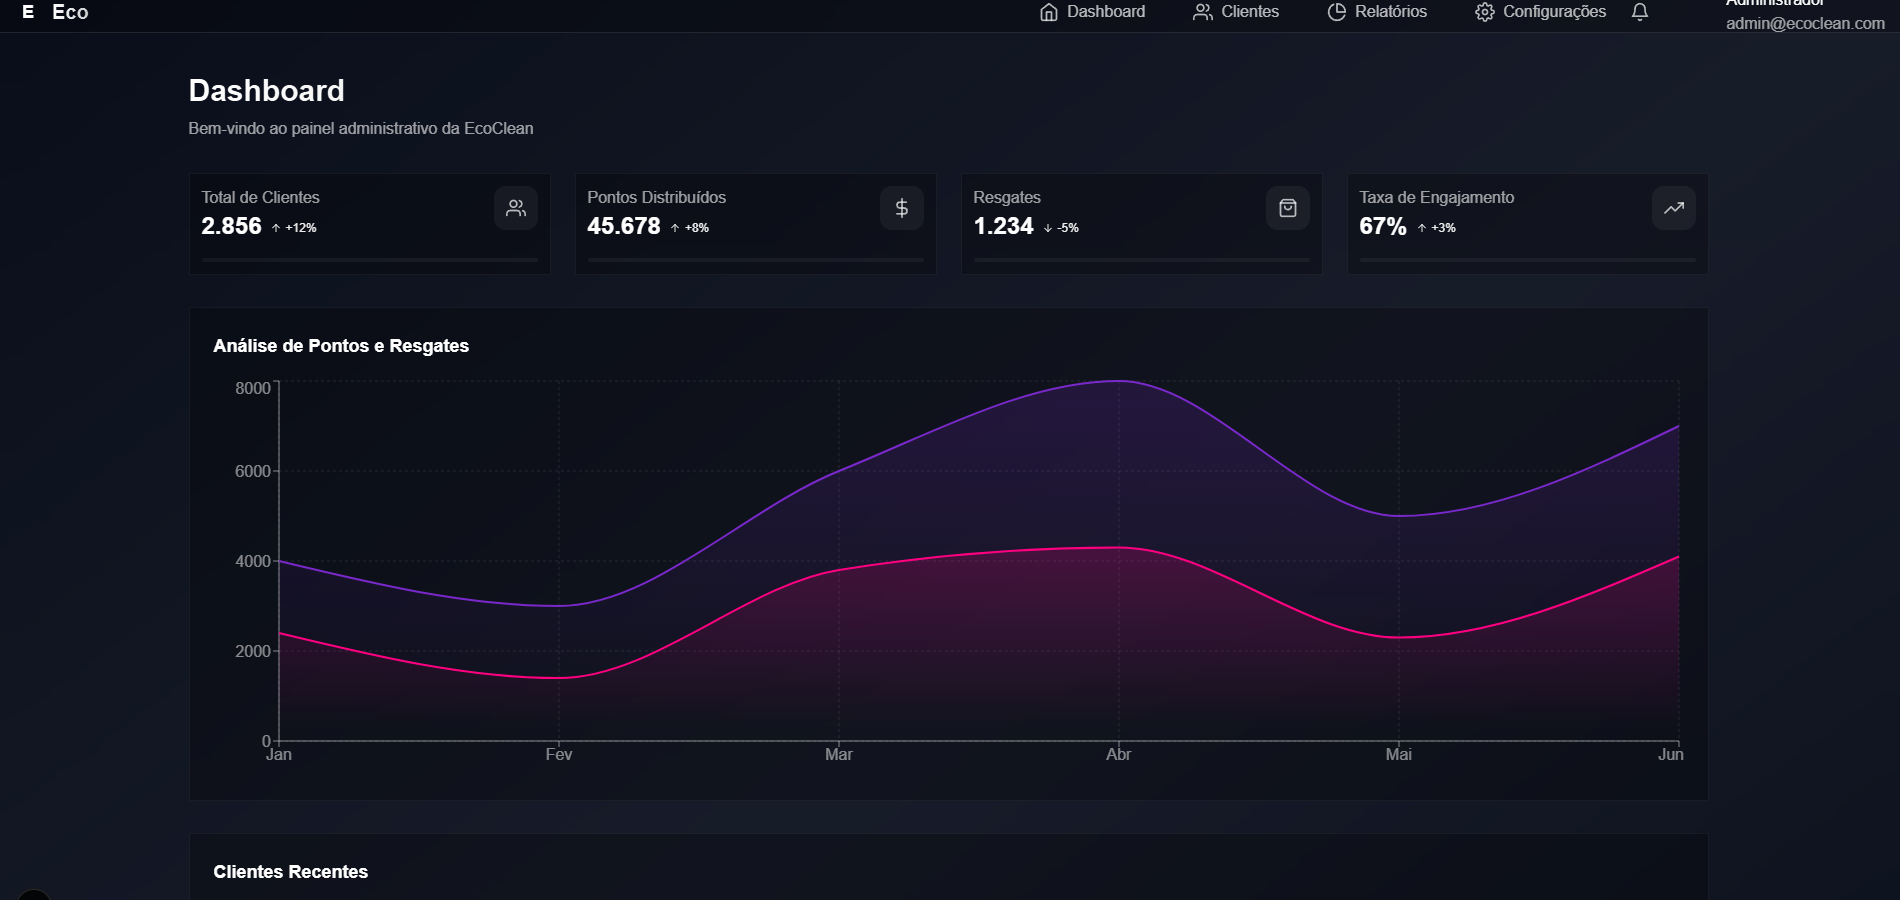 E Eco
Dashboard Clientes Relatórios Configurações
Administrador
admin@ecoclean.com
Dashboard
Bem-vindo ao painel administrativo da EcoClean
Total de Clientes
2.856 ↑ +12%
Pontos Distribuídos
45.678 ↑ +8%
Resgates
1.234 ↓ -5%
Taxa de Engajamento
67% ↑ +3%
Análise de Pontos e Resgates
8000
6000
4000
2000
0
Jan Fev Mar Abr Mai Jun
Clientes Recentes